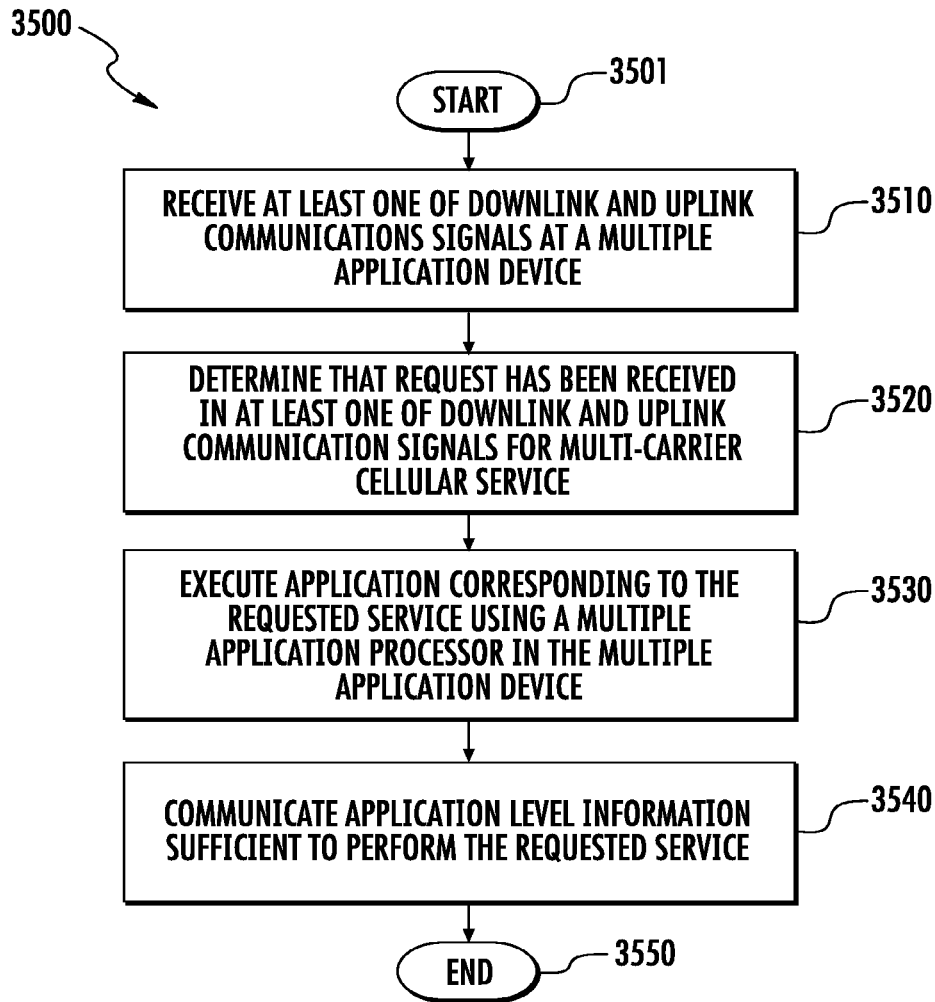 3500
START
3501
RECEIVE AT LEAST ONE OF DOWNLINK AND UPLINK
COMMUNICATIONS SIGNALS AT A MULTIPLE
APPLICATION DEVICE
3510
DETERMINE THAT REQUEST HAS BEEN RECEIVED
IN AT LEAST ONE OF DOWNLINK AND UPLINK
COMMUNICATION SIGNALS FOR MULTI-CARRIER
CELLULAR SERVICE
3520
EXECUTE APPLICATION CORRESPONDING TO THE
REQUESTED SERVICE USING A MULTIPLE
APPLICATION PROCESSOR IN THE MULTIPLE
APPLICATION DEVICE
3530
COMMUNICATE APPLICATION LEVEL INFORMATION
SUFFICIENT TO PERFORM THE REQUESTED SERVICE
3540
END
3550